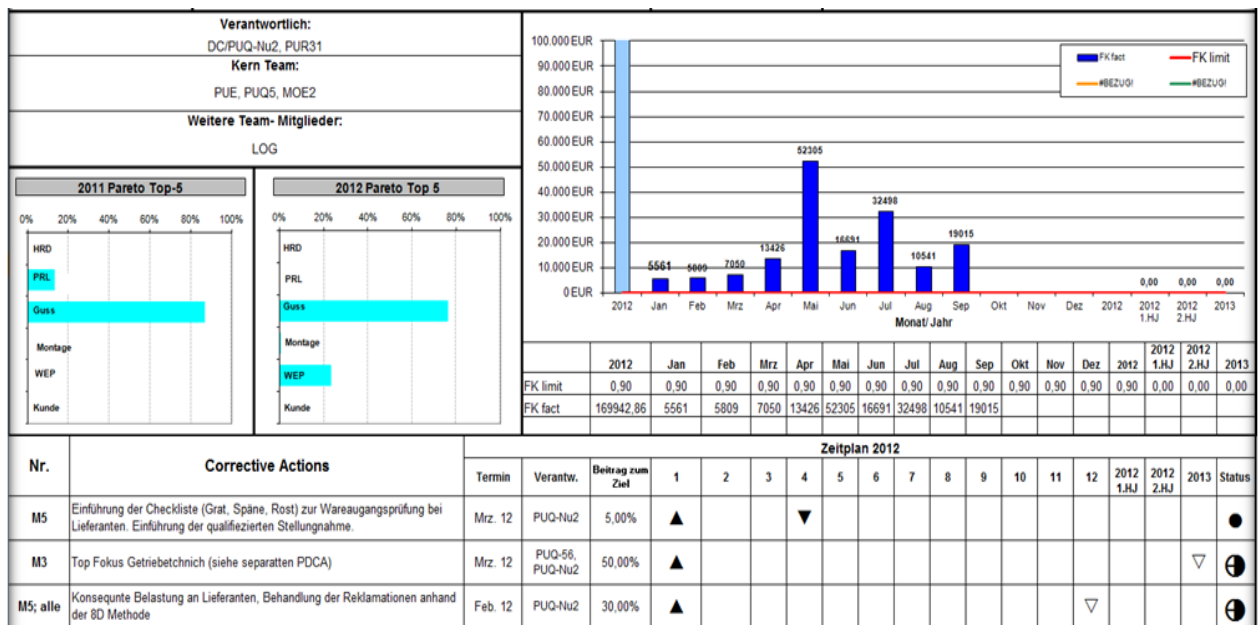 Verantwortlich:
DC/PUQ-Nu2, PUR31
Kern Team:
PUE, PUQ5, MOE2
Weitere Team- Mitglieder:
LOG
2011 Pareto Top-5
0% 20% 40% 60% 80% 100%
HRD
PRL
Guss
Montage
WEP
Kunde
2012 Pareto Top 5
0% 20% 40% 60% 80% 100%
HRD
PRL
Guss
Montage
WEP
Kunde
100.000 EUR
90.000 EUR
80.000 EUR
70.000 EUR
60.000 EUR
50.000 EUR
40.000 EUR
30.000 EUR
20.000 EUR
10.000 EUR
0 EUR
FK fact FK limit
#BEZUG! #BEZUG!
5561 5809 7050 13426 52305 16691 32498 10541 19015 0,00 0,00 0,00
2012 Jan Feb Mrz Apr Mai Jun Jul Aug Sep Okt Nov Dez 2012 2012 1.HJ 2012 2.HJ 2013
Monat/ Jahr
2012 Jan Feb Mrz Apr Mai Jun Jul Aug Sep Okt Nov Dez 2012 2012 1.HJ 2012 2.HJ 2013
FK limit 0,90 0,90 0,90 0,90 0,90 0,90 0,90 0,90 0,90 0,90 0,90 0,90 0,90 0,90 0,00 0,00 0,00
FK fact 169942,86 5561 5809 7050 13426 52305 16691 32498 10541 19015
Zeitplan 2012
Nr. Corrective Actions Termin Verantw. Beitrag zum Ziel 1 2 3 4 5 6 7 8 9 10 11 12 2012 1.HJ 2012 2.HJ 2013 Status
M5 Einführung der Checkliste (Grat, Späne, Rost) zur Wareaugangsprüfung bei
Lieferanten. Einführung der qualifiezierten Stellungnahme. Mrz. 12 PUQ-Nu2 5,00%
M3 Top Fokus Getriebetchnich (siehe separatten PDCA) Mrz. 12 PUQ-56, PUQ-Nu2 50,00%
M5; alle Konsequnte Belastung an Lieferanten, Behandlung der Reklamationen anhand
der 8D Methode Feb. 12 PUQ-Nu2 30,00%